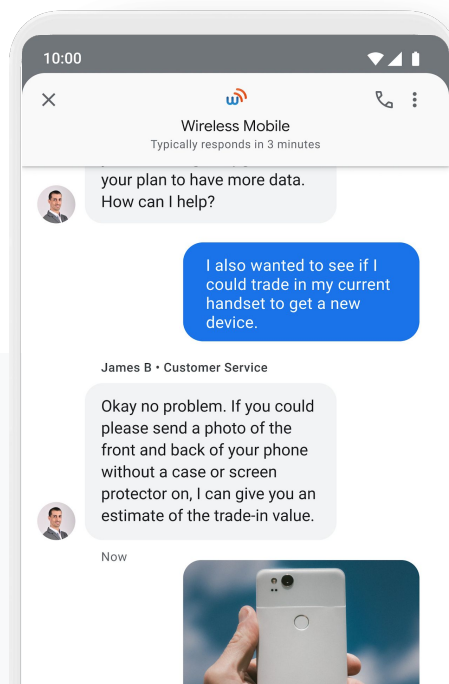 10:00
Wireless Mobile
Typically responds in 3 minutes
your plan to have more data.
How can I help?
I also wanted to see if I
could trade in my current
handset to get a new
device.
James B • Customer Service
Okay no problem. If you could
please send a photo of the
front and back of your phone
without a case or screen
protector on, I can give you an
estimate of the trade-in value.
Now